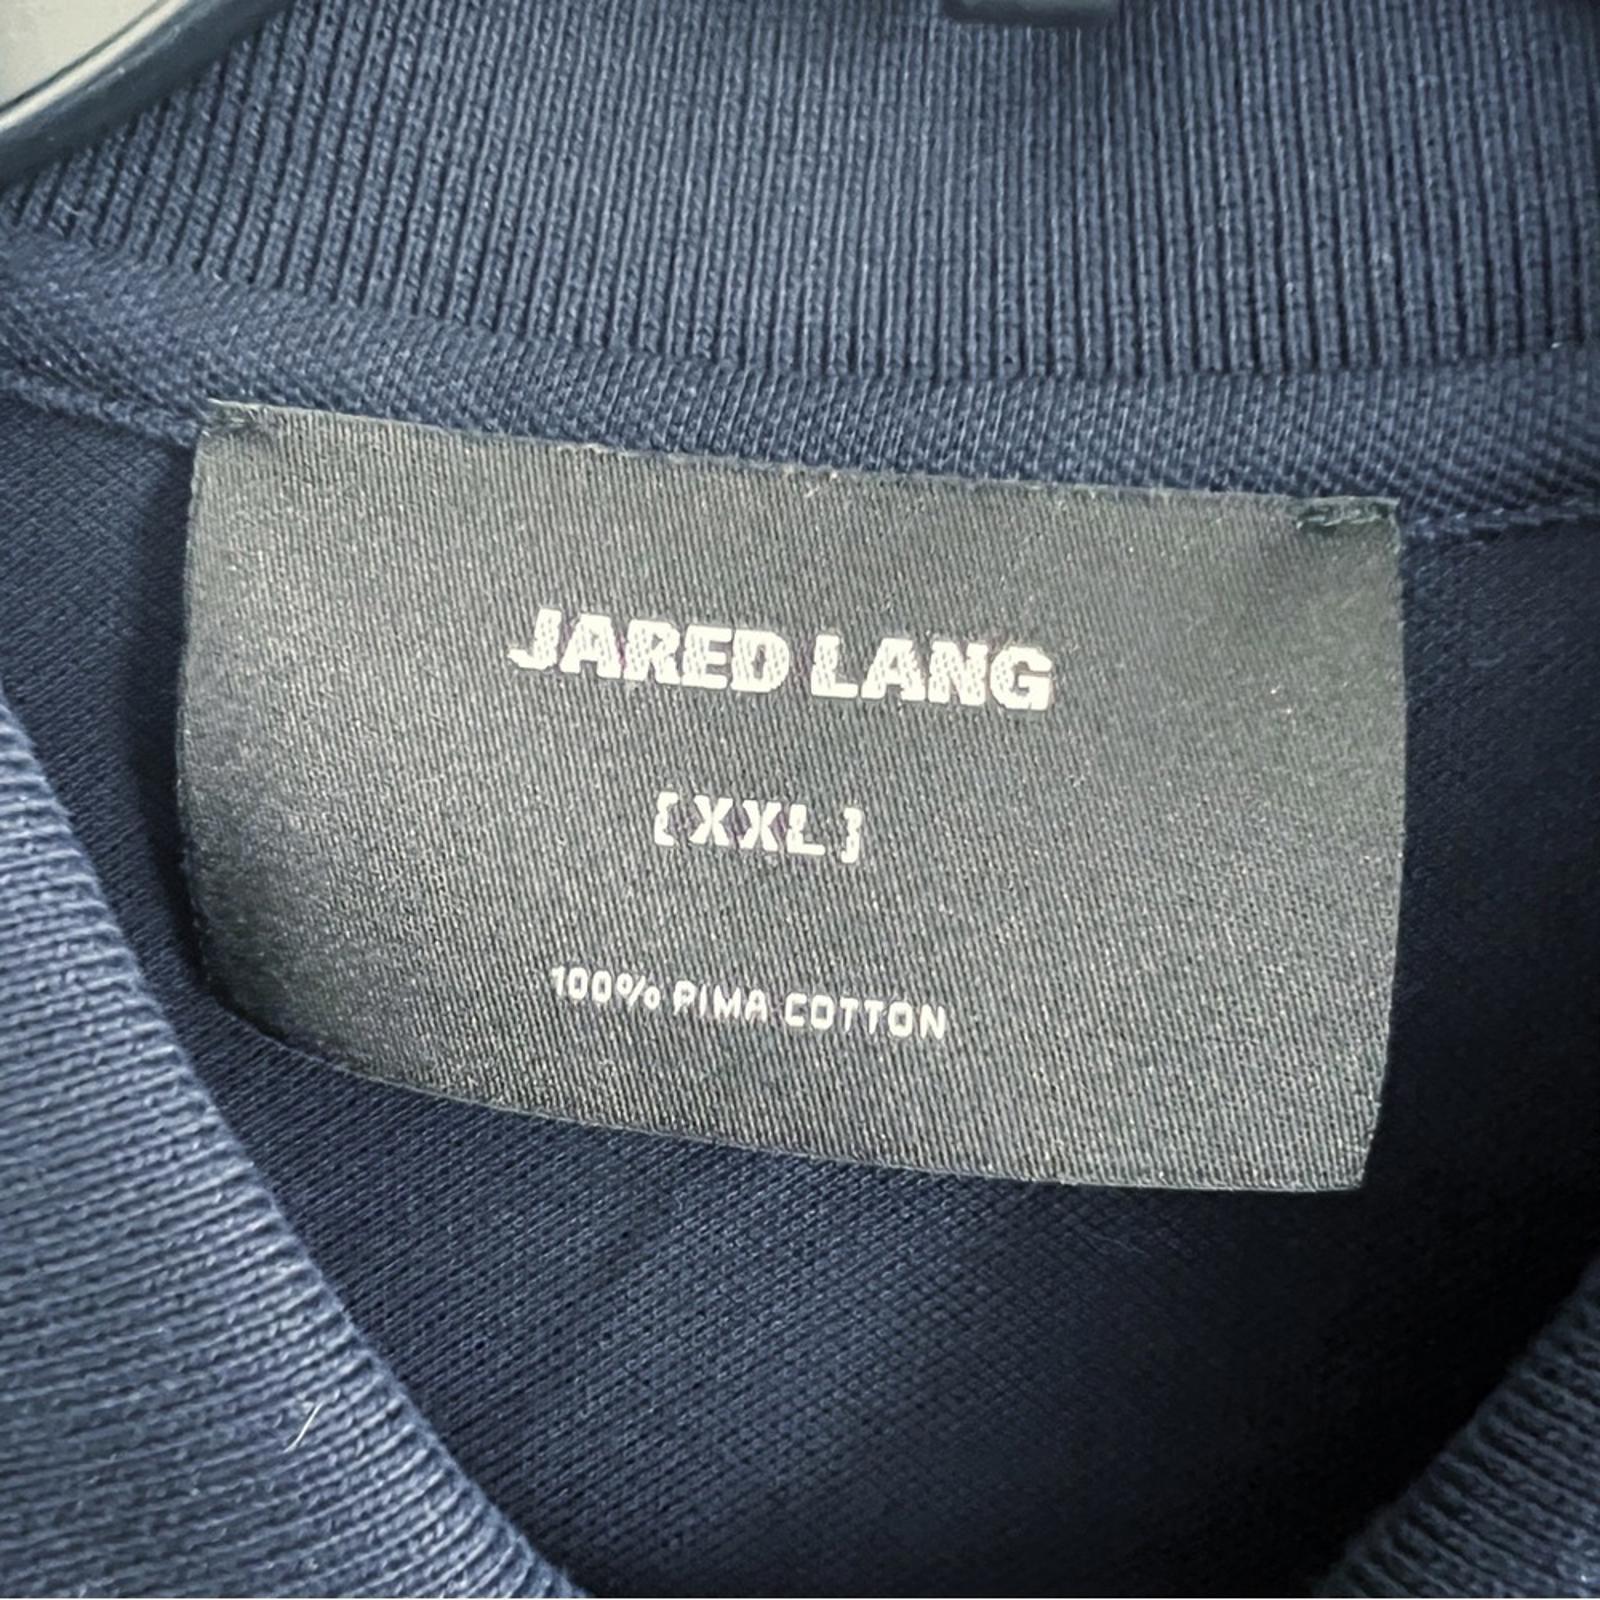 JARED LANG
[XXL]
100% PIMA COTTON